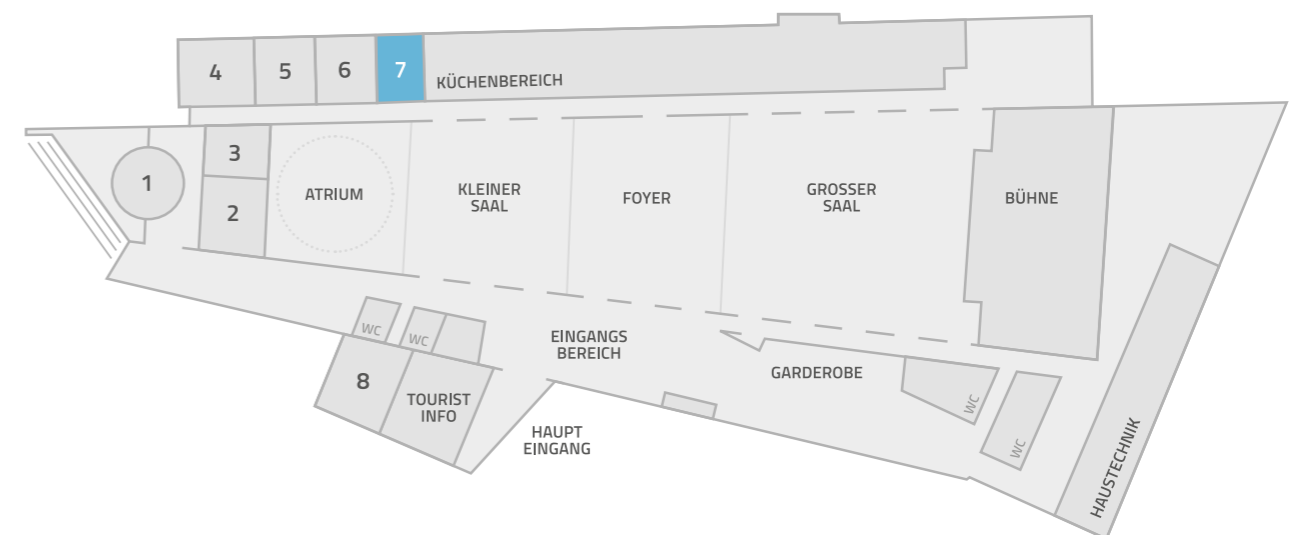 4
5
6
7
KÜCHENBEREICH
1
3
2
ATRIUM
KLEINER
SAAL
FOYER
GROSSER
SAAL
BÜHNE
WC
WC
EINGANGS
BEREICH
GARDEROBE
8
TOURIST
INFO
HAUPT
EINGANG
WC
WC
HAUSTECHNIK